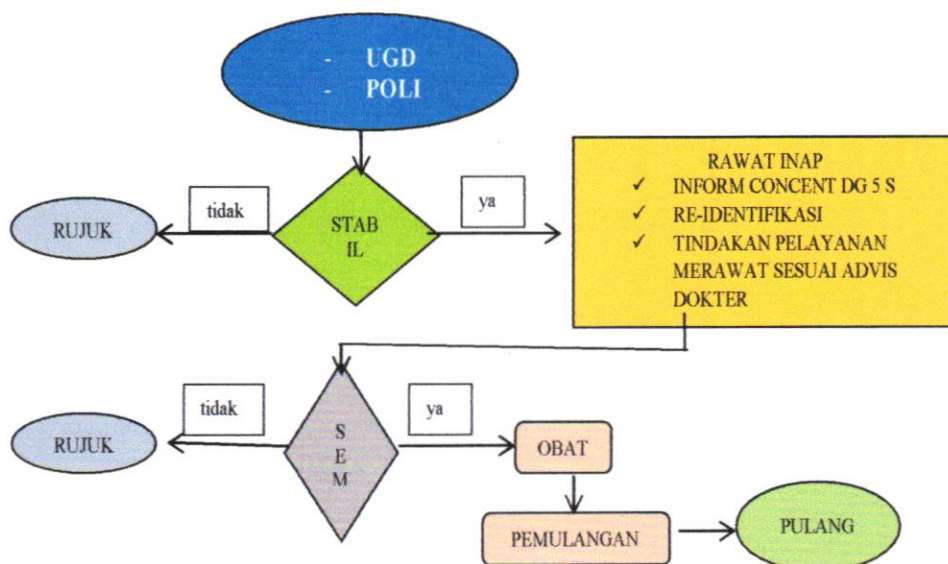 - UGD
- POLI
tidak
ya
RUJUK
STAB
IL
RAWAT INAP
✓ INFORM CONCENT DG 5 S
✓ RE-IDENTIFIKASI
✓ TINDAKAN PELAYANAN
MERAWAT SESUAI ADVIS
DOKTER
tidak
ya
RUJUK
S
E
M
OBAT
PEMULANGAN
PULANG